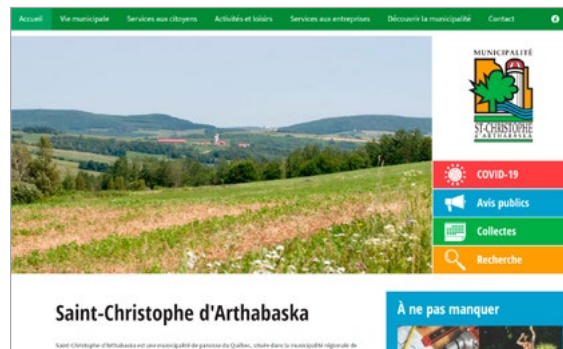 Accueil Vie municipale Services aux citoyens Activités et loisirs Services aux entreprises Découvrir la municipalité Contact
MUNICIPALITÉ
ST-CHRISTOPHE
D'ARTHABASKA
COVID-19
Avis publics
Collectes
Recherche
Saint-Christophe d'Arthabaska
À ne pas manquer
Saint-Christophe d'Arthabaska est une municipalité de paroisse du Québec, située dans la municipalité régionale de